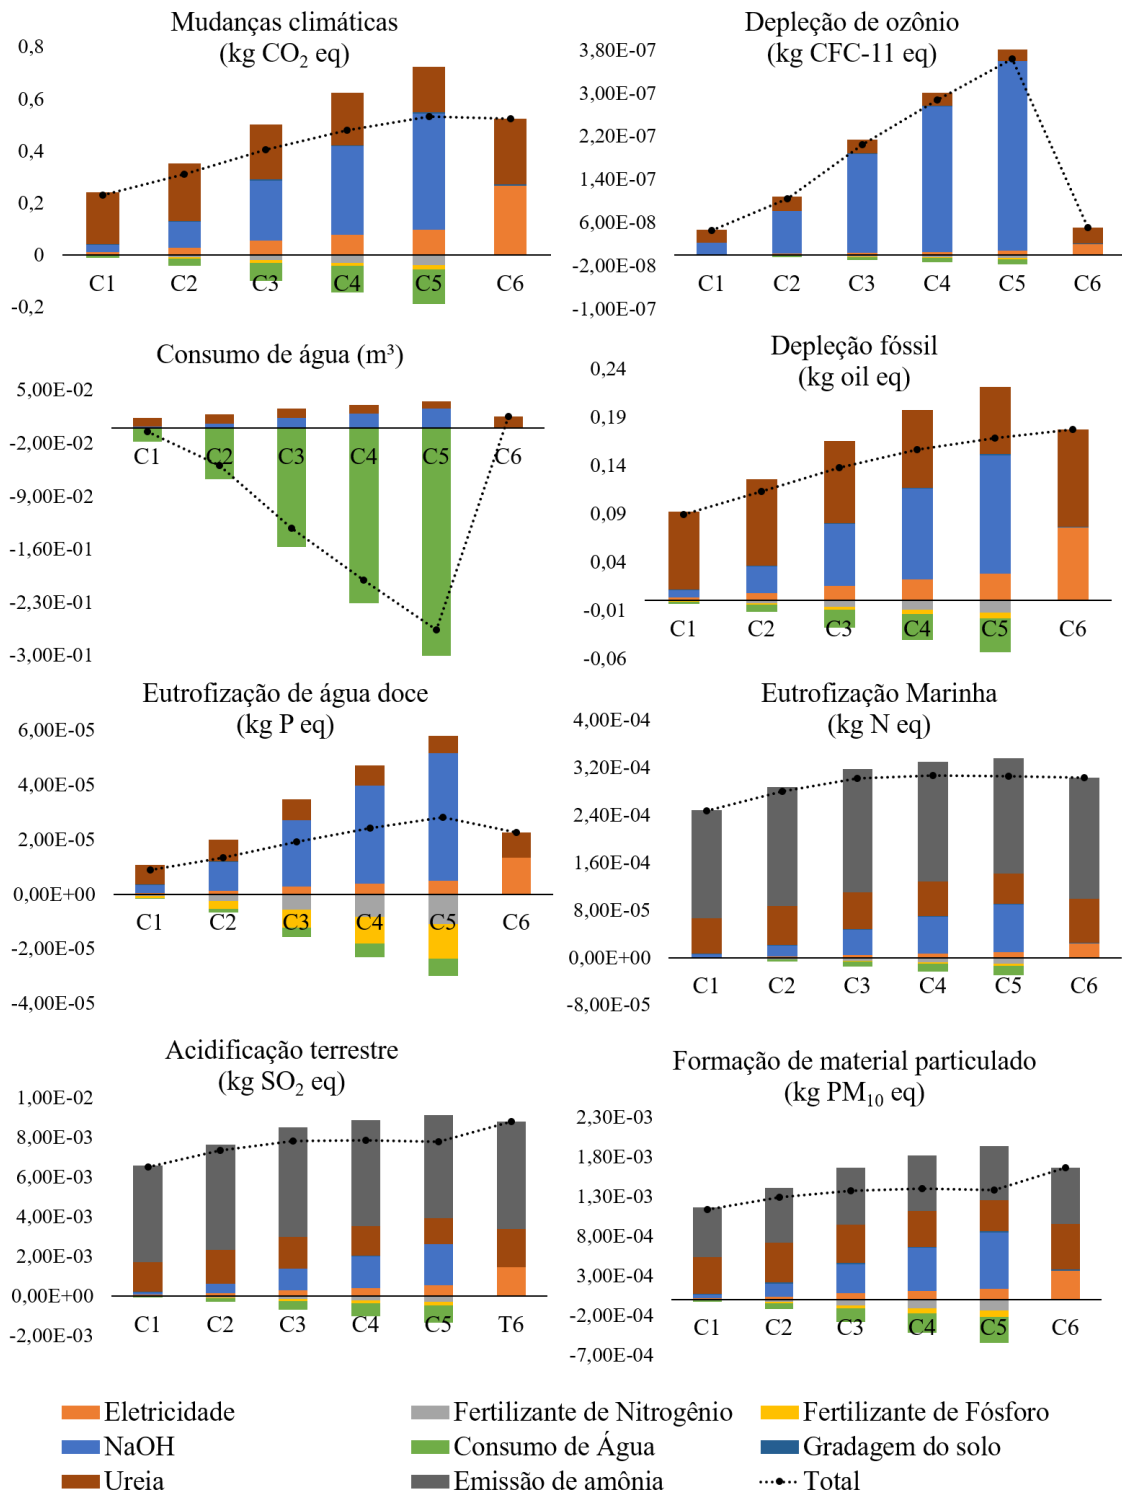 Mudanças climáticas
(kg CO₂ eq)
0,8
0,6
0,4
0,2
0
-0,2
C1 C2 C3 C4 C5 C6
Depleção de ozônio
(kg CFC-11 eq)
3,80E-07
3,00E-07
2,20E-07
1,40E-07
6,00E-08
-2,00E-08
-1,00E-07
C1 C2 C3 C4 C5 C6
Consumo de água (m³)
5,00E-02
-2,00E-02
-9,00E-02
-1,60E-01
-2,30E-01
-3,00E-01
C1 C2 C3 C4 C5 C6
Depleção fóssil
(kg oil eq)
0,24
0,19
0,14
0,09
0,04
-0,01
-0,06
C1 C2 C3 C4 C5 C6
Eutrofização de água doce
(kg P eq)
6,00E-05
4,00E-05
2,00E-05
0,00E+00
-2,00E-05
-4,00E-05
C1 C2 C3 C4 C5 C6
Eutrofização Marinha
(kg N eq)
4,00E-04
3,20E-04
2,40E-04
1,60E-04
8,00E-05
0,00E+00
-8,00E-05
C1 C2 C3 C4 C5 C6
Acidificação terrestre
(kg SO₂ eq)
1,00E-02
8,00E-03
6,00E-03
4,00E-03
2,00E-03
0,00E+00
-2,00E-03
C1 C2 C3 C4 C5 T6
Formação de material particulado
(kg PM₁₀ eq)
2,30E-03
1,80E-03
1,30E-03
8,00E-04
3,00E-04
-2,00E-04
-7,00E-04
C1 C2 C3 C4 C5 C6
Eletricidade Fertilizante de Nitrogênio Fertilizante de Fósforo
NaOH Consumo de Água Gradagem do solo
Ureia Emissão de amônia Total